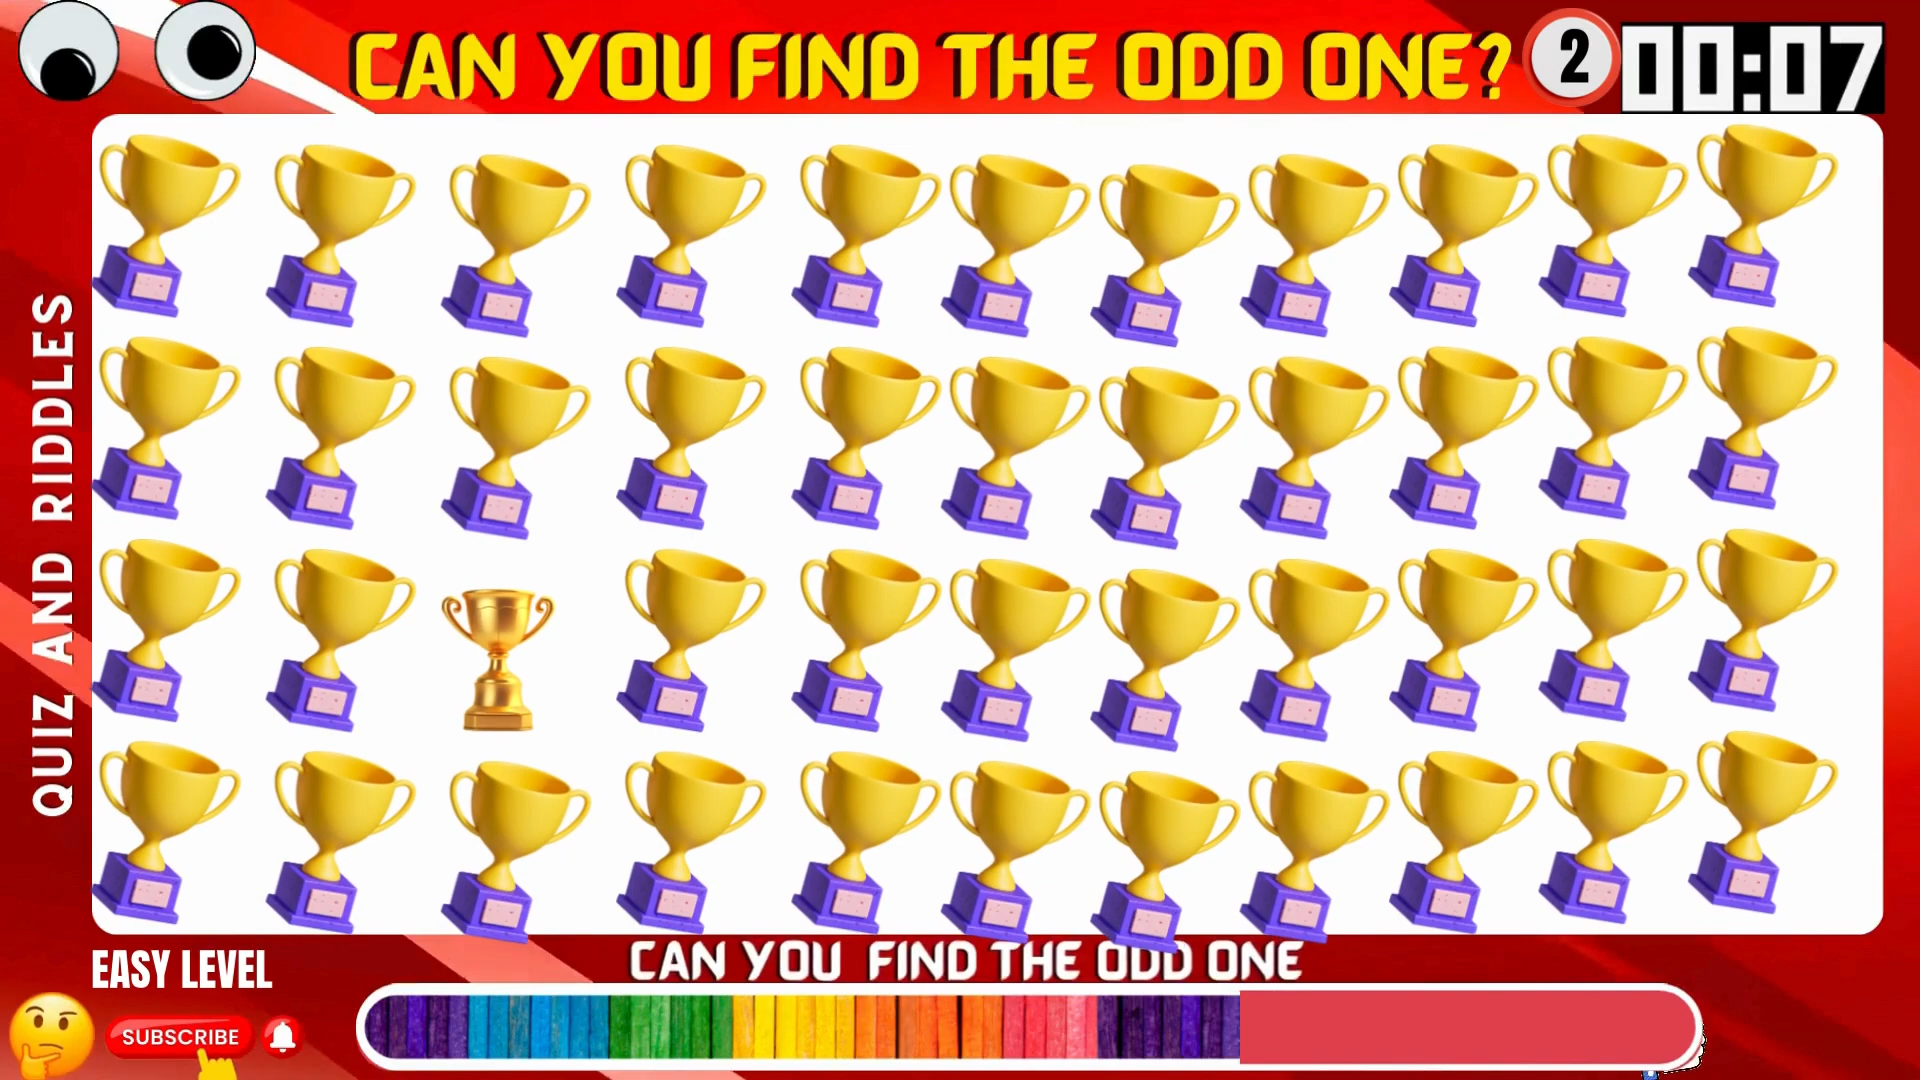 CAN YOU FIND THE ODD ONE?
2
00:07
QUIZ AND RIDDLES
EASY LEVEL
CAN YOU FIND THE ODD ONE
SUBSCRIBE